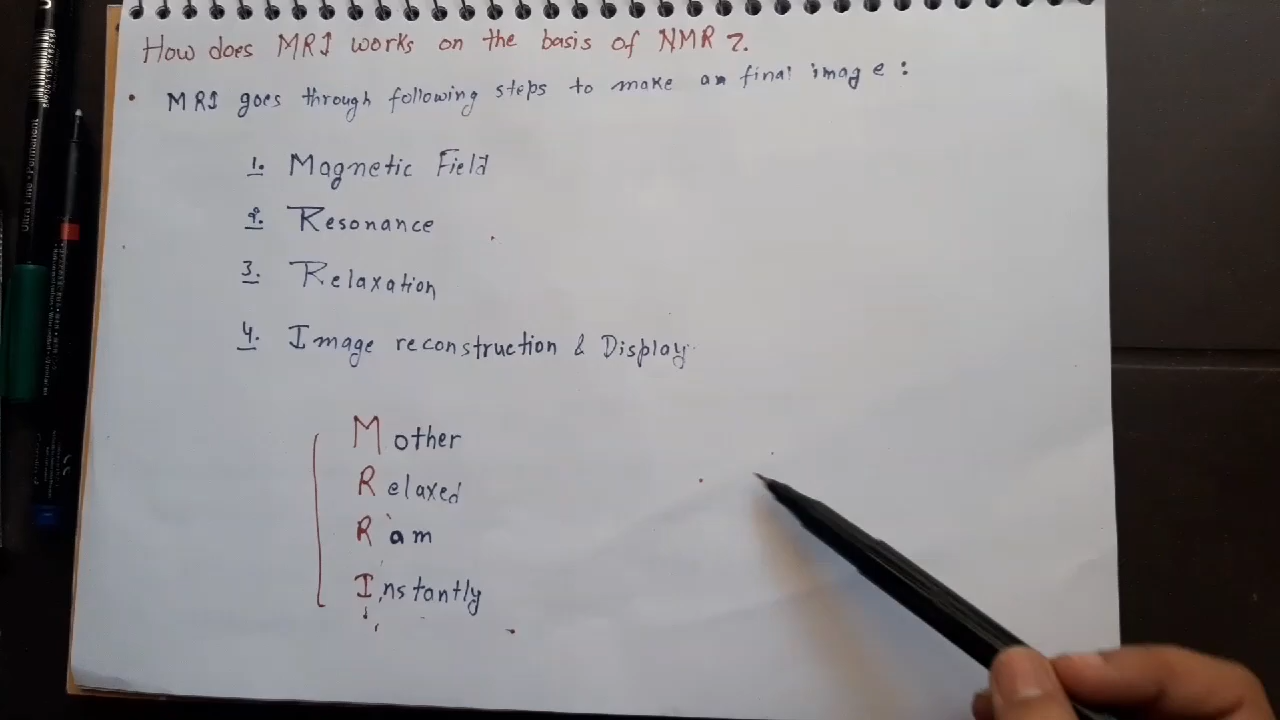 How does MRI works on the basis of NMR ?.
• MRI goes through following steps to make an final image :
1. Magnetic Field
2. Resonance
3. Relaxation
4. Image reconstruction & Display
Mother
Relaxed
Ram
Instantly